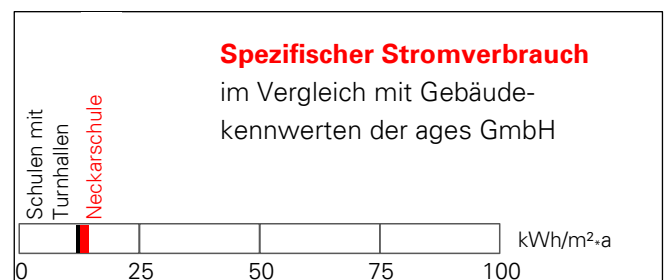 Spezifischer Stromverbrauch
im Vergleich mit Gebäude-
kennwerten der ages GmbH
Schulen mit
Turnhallen
Neckarschule
kWh/m²*a
0 25 50 75 100